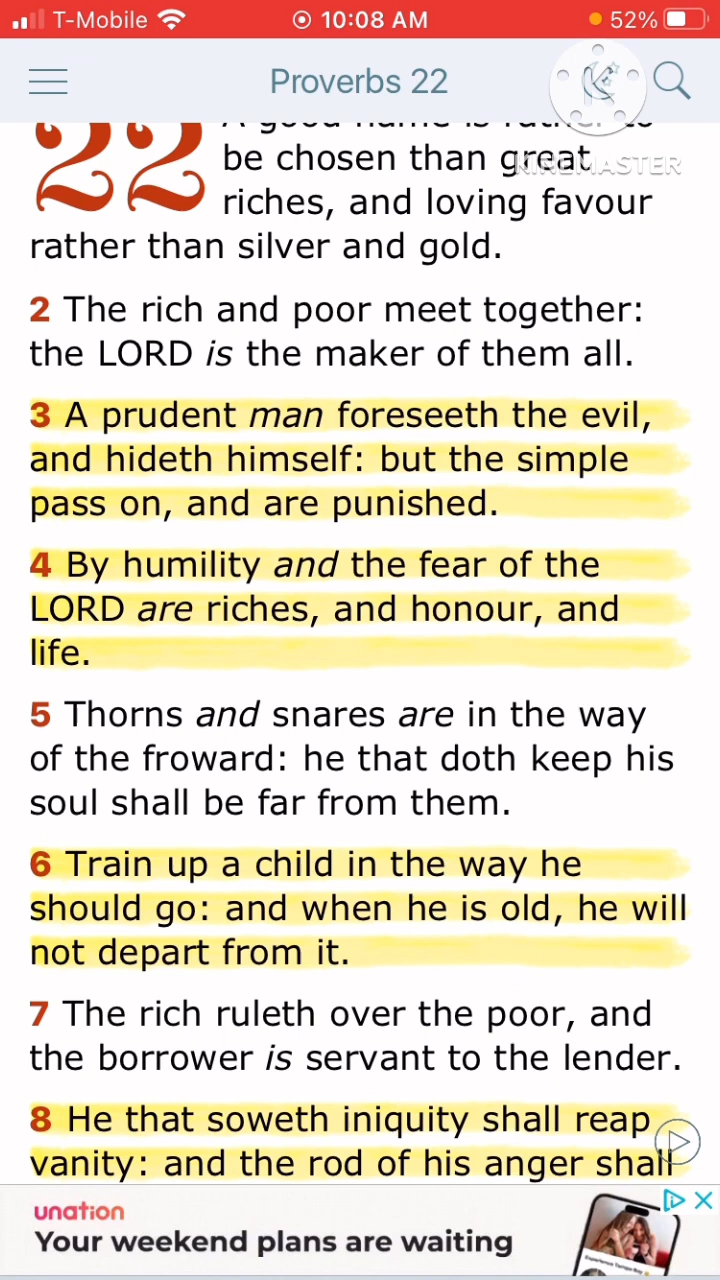 T-Mobile 10:08 AM 52%
Proverbs 22
KINEMASTER
22 A good name is rather to
be chosen than great
riches, and loving favour
rather than silver and gold.
2 The rich and poor meet together:
the LORD is the maker of them all.
3 A prudent man foreseeth the evil,
and hideth himself: but the simple
pass on, and are punished.
4 By humility and the fear of the
LORD are riches, and honour, and
life.
5 Thorns and snares are in the way
of the froward: he that doth keep his
soul shall be far from them.
6 Train up a child in the way he
should go: and when he is old, he will
not depart from it.
7 The rich ruleth over the poor, and
the borrower is servant to the lender.
8 He that soweth iniquity shall reap
vanity: and the rod of his anger shall
unation
Your weekend plans are waiting